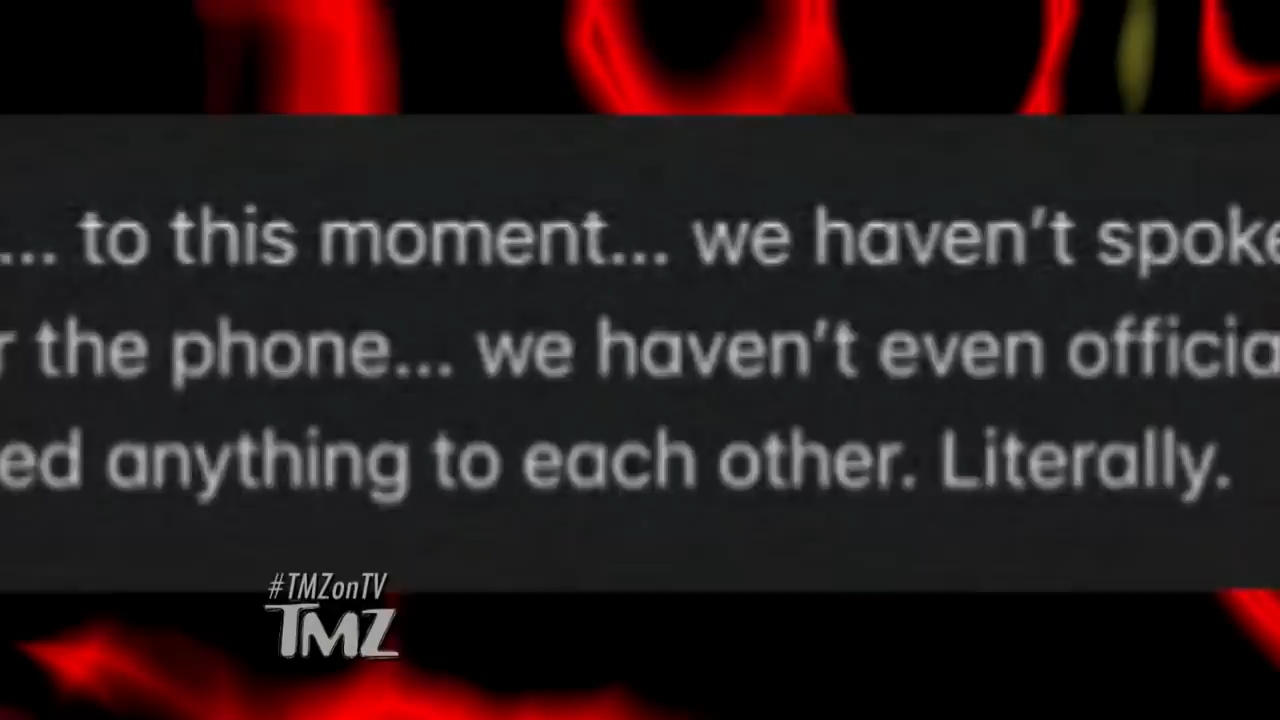 ... to this moment... we haven't spoke
r the phone... we haven't even officia
ed anything to each other. Literally.
#TMZonTV
TMZ